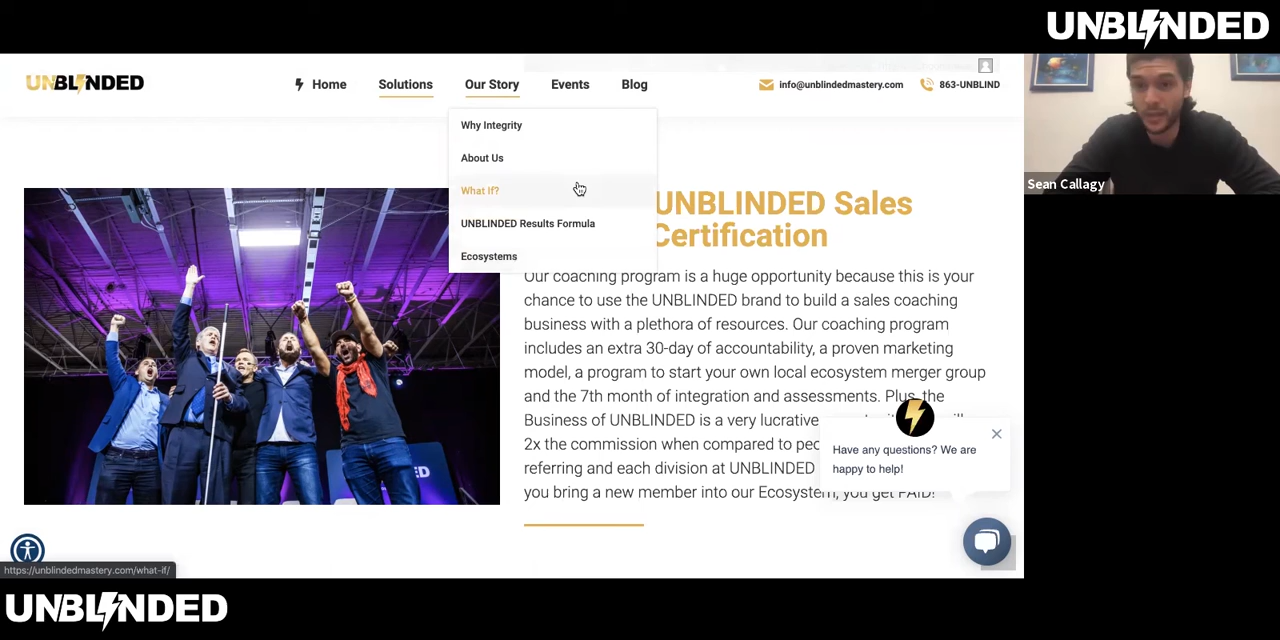 UNBLINDED
UNBLINDED
Home
Solutions
Our Story
Events
Blog
info@unblindedmastery.com
863-UNBLIND
Sean Callagy
Why Integrity
About Us
What If?
UNBLINDED Results Formula
Ecosystems
UNBLINDED Sales
Certification
Our coaching program is a huge opportunity because this is your
chance to use the UNBLINDED brand to build a sales coaching
business with a plethora of resources. Our coaching program
includes an extra 30-day of accountability, a proven marketing
model, a program to start your own local ecosystem merger group
and the 7th month of integration and assessments. Plus, the
Business of UNBLINDED is a very lucrative
2x the commission when compared to
referring and each division at UNBLINDED
you bring a new member into our Ecosystem, you get PAID!
Have any questions? We are
happy to help!
https://unblindedmastery.com/what-if/
UNBLINDED